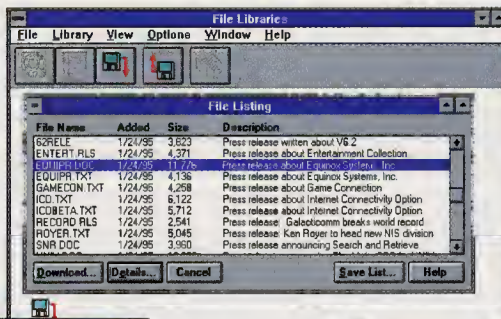 File Libraries
File Library View Options Window Help
File Listing
File Name Added Size Description
62RELE 1/24/95 3,823 Press release written about V6.2
ENTERT.RLS 1/24/95 4,371 Press release about Entertainment Collection
EQUIPR.DOC 1/24/95 11,776 Press release about Equinox Systems, Inc.
EQUIPR.TXT 1/24/95 4,136 Press release about Equinox Systems, Inc.
GAMECON.TXT 1/24/95 4,258 Press release about Game Connection
ICO.TXT 1/24/95 6,122 Press release about Internet Connectivity Option
ICOBETA.TXT 1/24/95 5,712 Press release about Internet Connectivity Option
RECORD.RLS 1/24/95 2,541 Press release: Galacticomm breaks world record
ROYER.TXT 1/24/95 5,045 Press release: Ken Royer to head new NIS division
SNR.DOC 1/24/95 3,960 Press release announcing Search and Retrieve
Download... Details... Cancel Save List... Help